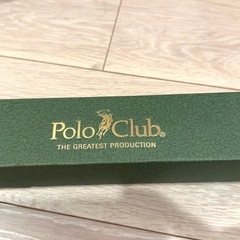 Polo Club®
THE GREATEST PRODUCTION